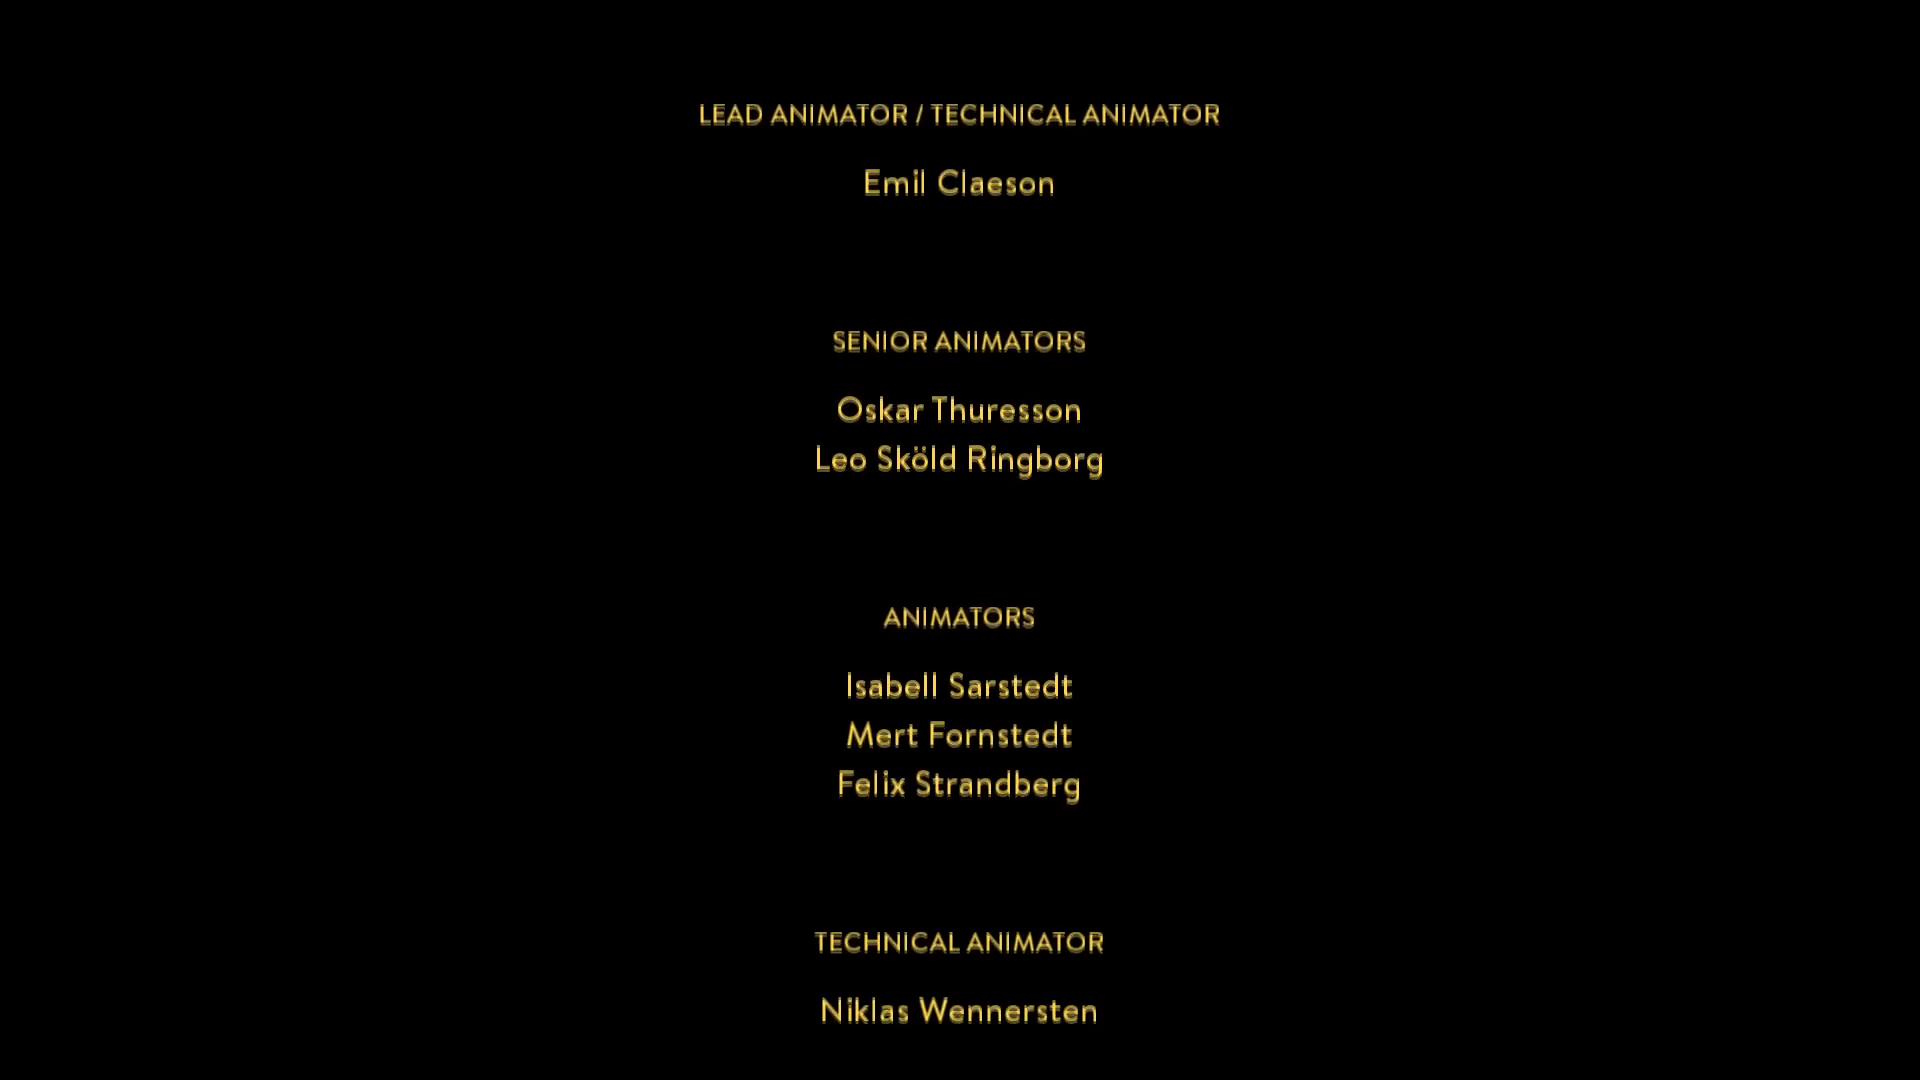 LEAD ANIMATOR / TECHNICAL ANIMATOR
Emil Claeson
SENIOR ANIMATORS
Oskar Thuresson
Leo Sköld Ringborg
ANIMATORS
Isabell Sarstedt
Mert Fornstedt
Felix Strandberg
TECHNICAL ANIMATOR
Niklas Wennersten